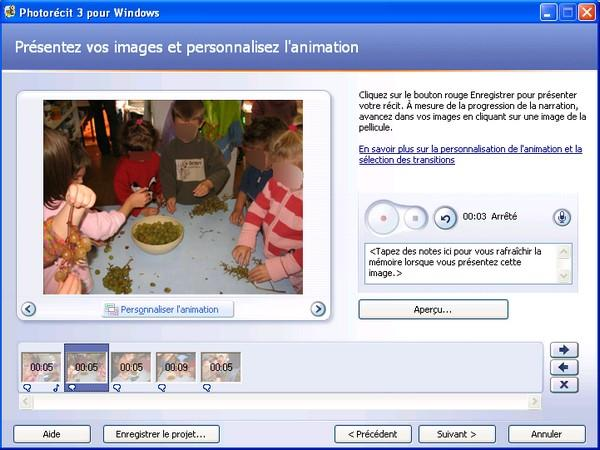 Photorécit 3 pour Windows
Présentez vos images et personnalisez l'animation
Cliquez sur le bouton rouge Enregistrer pour présenter
votre récit. À mesure de la progression de la narration,
avancez dans vos images en cliquant sur une image de la
pellicule.
En savoir plus sur la personnalisation de l'animation et la
sélection des transitions
00:03 Arrêté
<Tapez des notes ici pour vous rafraîchir la
mémoire lorsque vous présentez cette
image.>
Personnaliser l'animation
Aperçu...
00:05 00:05 00:05 00:09 00:05
Aide Enregistrer le projet... < Précédent Suivant > Annuler